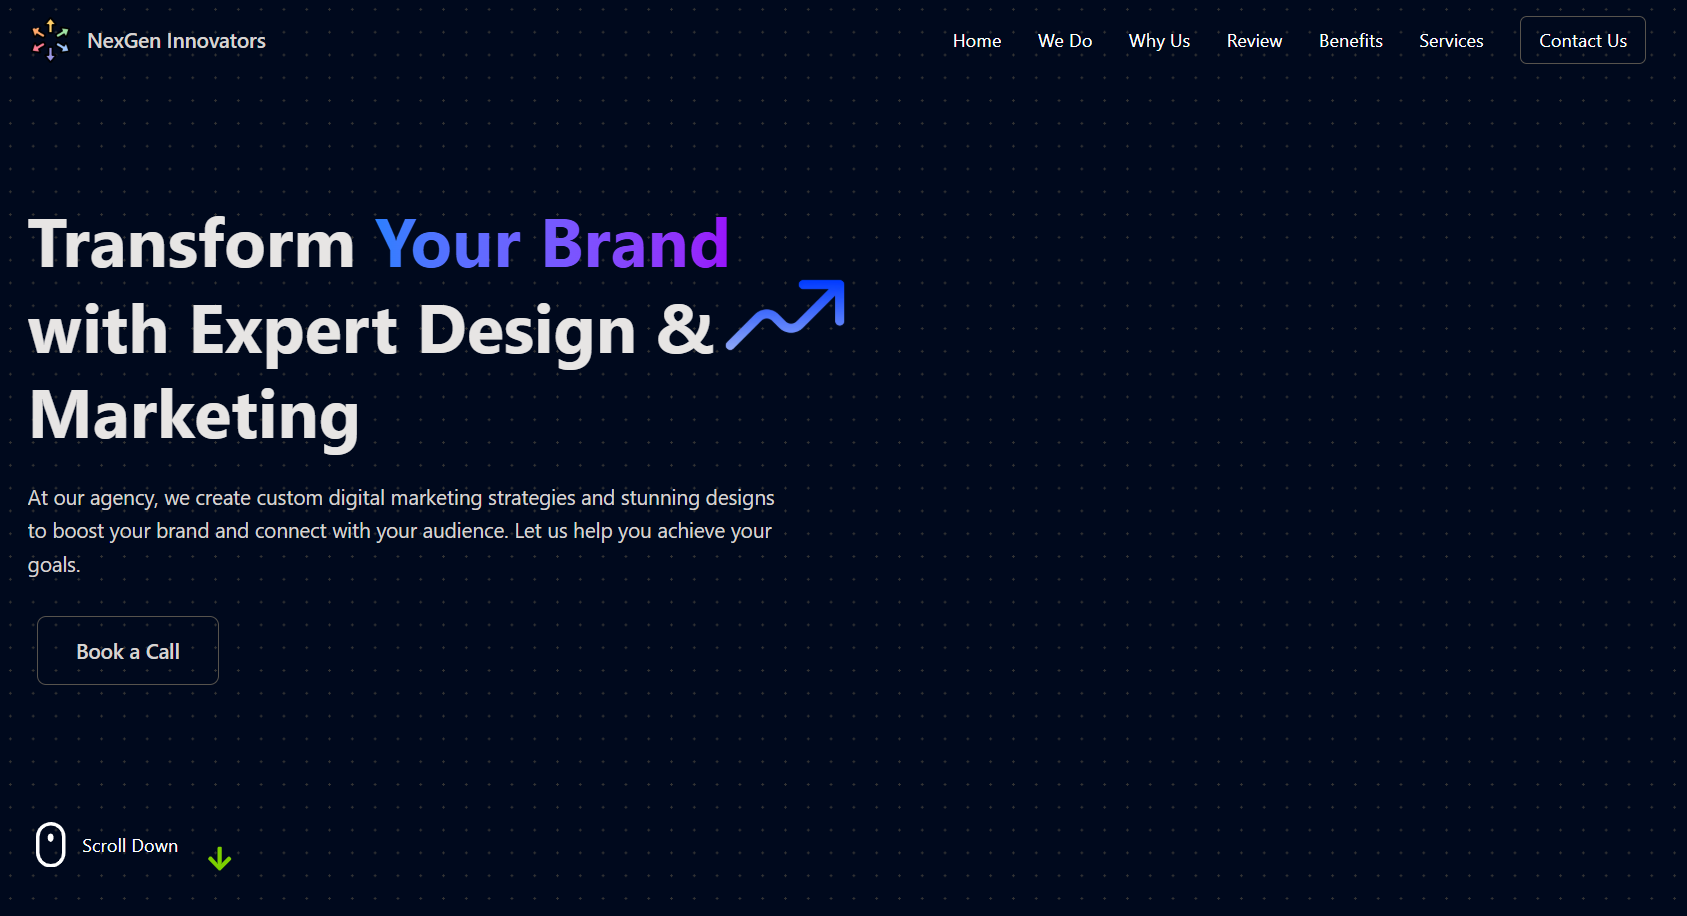 NexGen Innovators
Home
We Do
Why Us
Review
Benefits
Services
Contact Us
Transform Your Brand
with Expert Design &
Marketing
At our agency, we create custom digital marketing strategies and stunning designs
to boost your brand and connect with your audience. Let us help you achieve your
goals.
Book a Call
Scroll Down